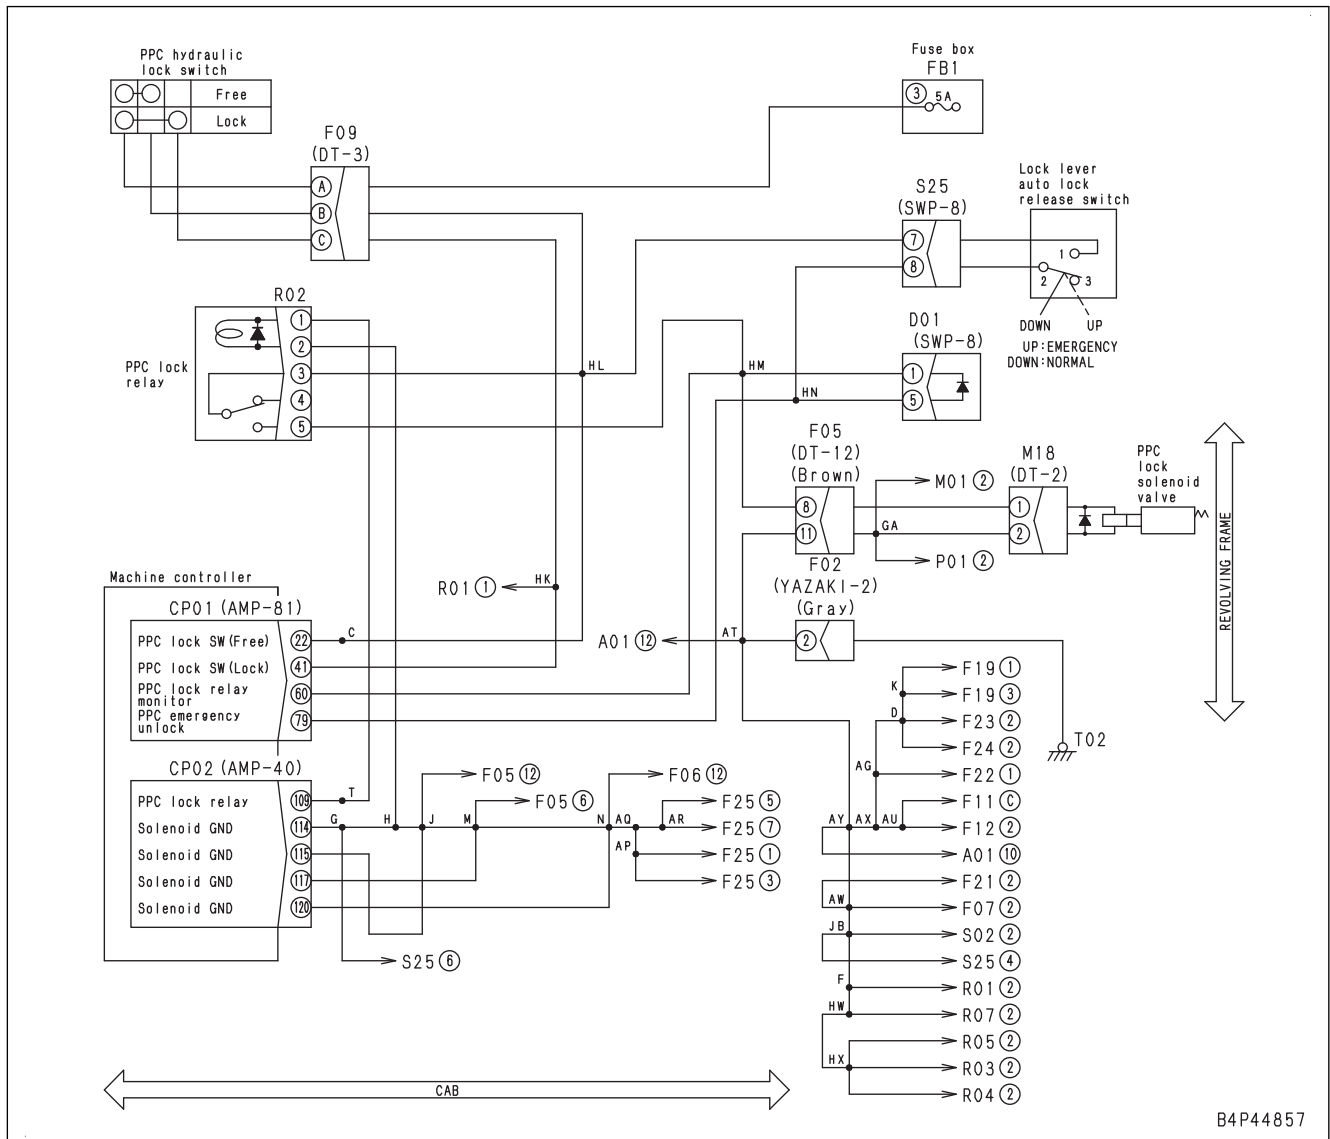 PPC hydraulic
lock switch
Free
Lock
Fuse box
FB1
3
5A
F09
(DT-3)
A
B
C
S25
(SWP-8)
7
8
Lock lever
auto lock
release switch
1
2
3
DOWN
UP
UP:EMERGENCY
DOWN:NORMAL
R02
1
2
3
4
5
PPC lock
relay
HL
HM
HN
D01
(SWP-8)
1
5
F05
(DT-12)
(Brown)
8
11
M01 2
GA
P01 2
M18
(DT-2)
1
2
PPC
lock
solenoid
valve
REVOLVING FRAME
F02
(YAZAKI-2)
(Gray)
2
R01 1
HK
A01 12
AT
T02
Machine controller
CP01 (AMP-81)
PPC lock SW(Free)
22
C
PPC lock SW(Lock)
41
PPC lock relay
monitor
60
PPC emergency
unlock
79
CP02 (AMP-40)
PPC lock relay
109
T
Solenoid GND
114
G
H
J
M
N
AQ
AR
AP
Solenoid GND
115
Solenoid GND
117
Solenoid GND
120
F05 12
F05 6
F06 12
F25 5
F25 7
F25 1
F25 3
S25 6
K
D
AG
AY
AX
AU
AW
JB
F
HW
HX
F19 1
F19 3
F23 2
F24 2
F22 1
F11 C
F12 2
A01 10
F21 2
F07 2
S02 2
S25 4
R01 2
R07 2
R05 2
R03 2
R04 2
CAB
B4P44857